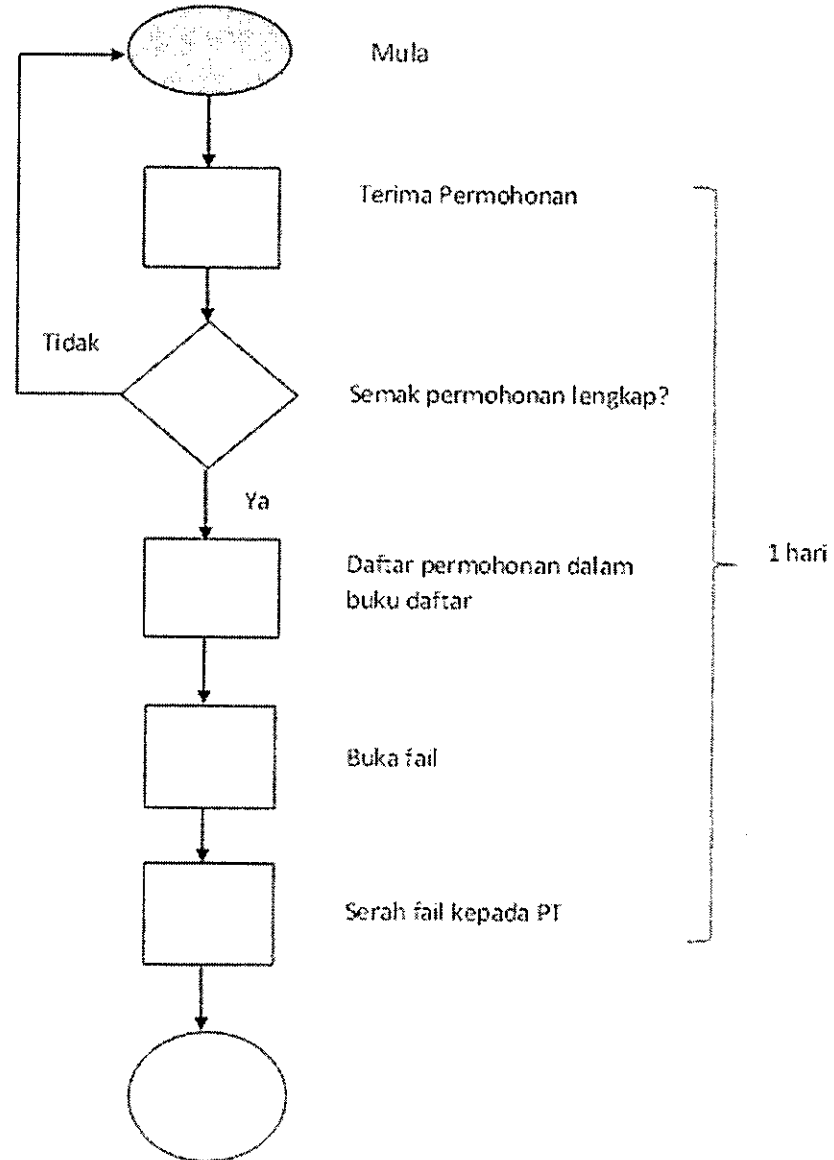 Mula
Terima Permohonan
Tidak
Semak permohonan lengkap?
Ya
Daftar permohonan dalam
buku daftar
1 hari
Buka fail
Serah fail kepada PT